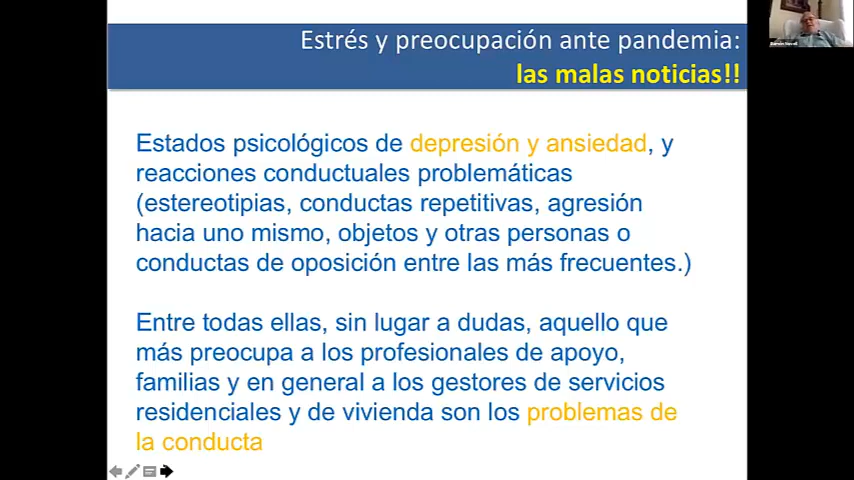 Estrés y preocupación ante pandemia:
las malas noticias!!
Estados psicológicos de depresión y ansiedad, y
reacciones conductuales problemáticas
(estereotipias, conductas repetitivas, agresión
hacia uno mismo, objetos y otras personas o
conductas de oposición entre las más frecuentes.)
Entre todas ellas, sin lugar a dudas, aquello que
más preocupa a los profesionales de apoyo,
familias y en general a los gestores de servicios
residenciales y de vivienda son los problemas de
la conducta